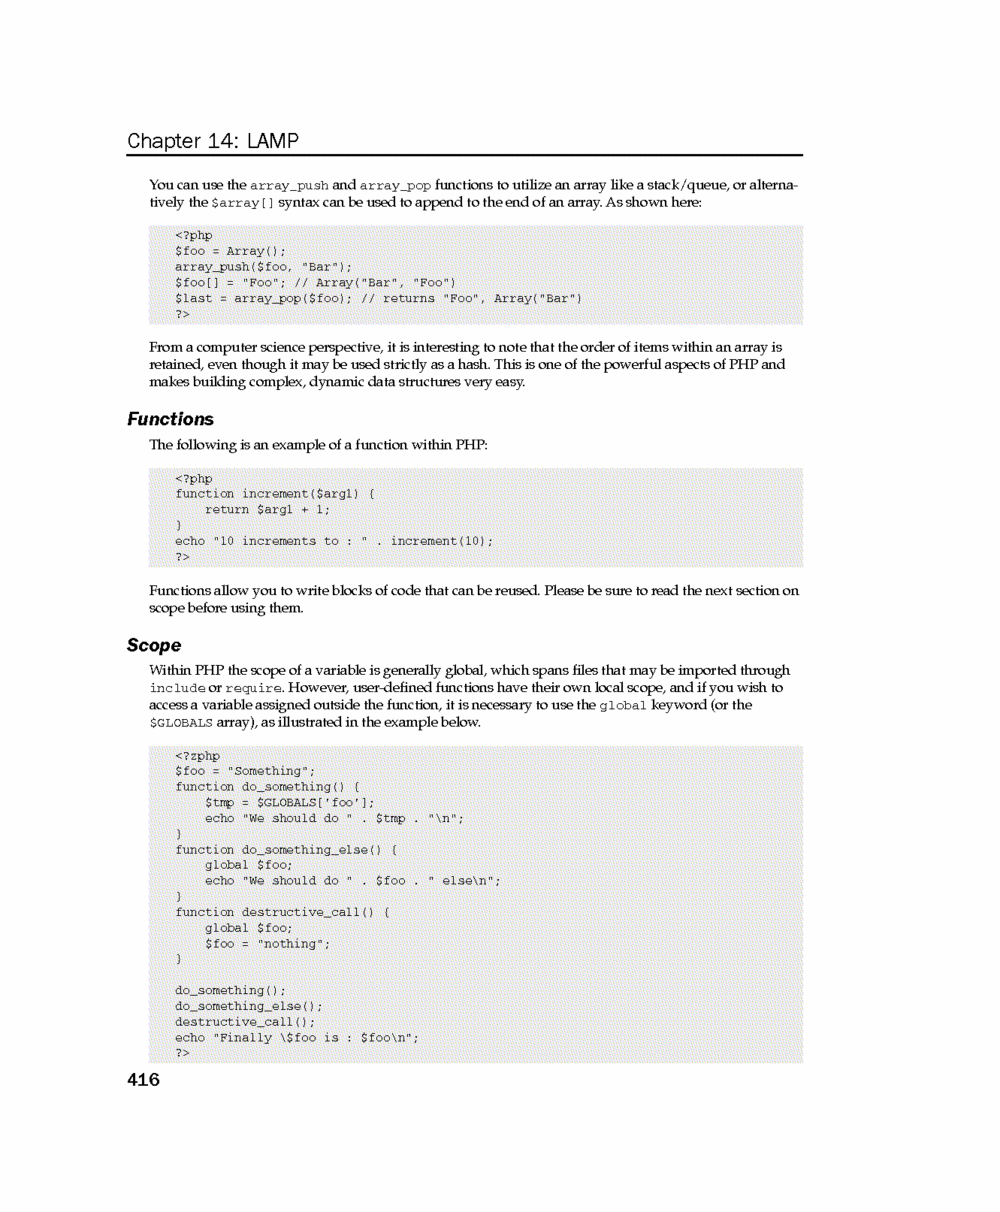 Chapter 14: LAMP
You can use the array_push and array_pop functions to utilize an array like a stack/queue, or alterna-
tively the $array[] syntax can be used to append to the end of an array. As shown here:
<?php
$foo = Array();
array_push($foo, "Bar");
$foo[] = "Foo"; // Array("Bar", "Foo")
$last = array_pop($foo); // returns "Foo", Array("Bar")
?>
From a computer science perspective, it is interesting to note that the order of items within an array is
retained, even though it may be used strictly as a hash. This is one of the powerful aspects of PHP and
makes building complex, dynamic data structures very easy.
Functions
The following is an example of a function within PHP:
<?php
function increment($arg1) {
    return $arg1 + 1;
}
echo "10 increments to : " . increment(10);
?>
Functions allow you to write blocks of code that can be reused. Please be sure to read the next section on
scope before using them.
Scope
Within PHP the scope of a variable is generally global, which spans files that may be imported through
include or require. However, user-defined functions have their own local scope, and if you wish to
access a variable assigned outside the function, it is necessary to use the global keyword (or the
$GLOBALS array), as illustrated in the example below.
<?zphp
$foo = "Something";
function do_something() {
    $tmp = $GLOBALS['foo'];
    echo "We should do " . $tmp . "\n";
}
function do_something_else() {
    global $foo;
    echo "We should do " . $foo . " else\n";
}
function destructive_call() {
    global $foo;
    $foo = "nothing";
}
do_something();
do_something_else();
destructive_call();
echo "Finally \$foo is : $foo\n";
?>
416